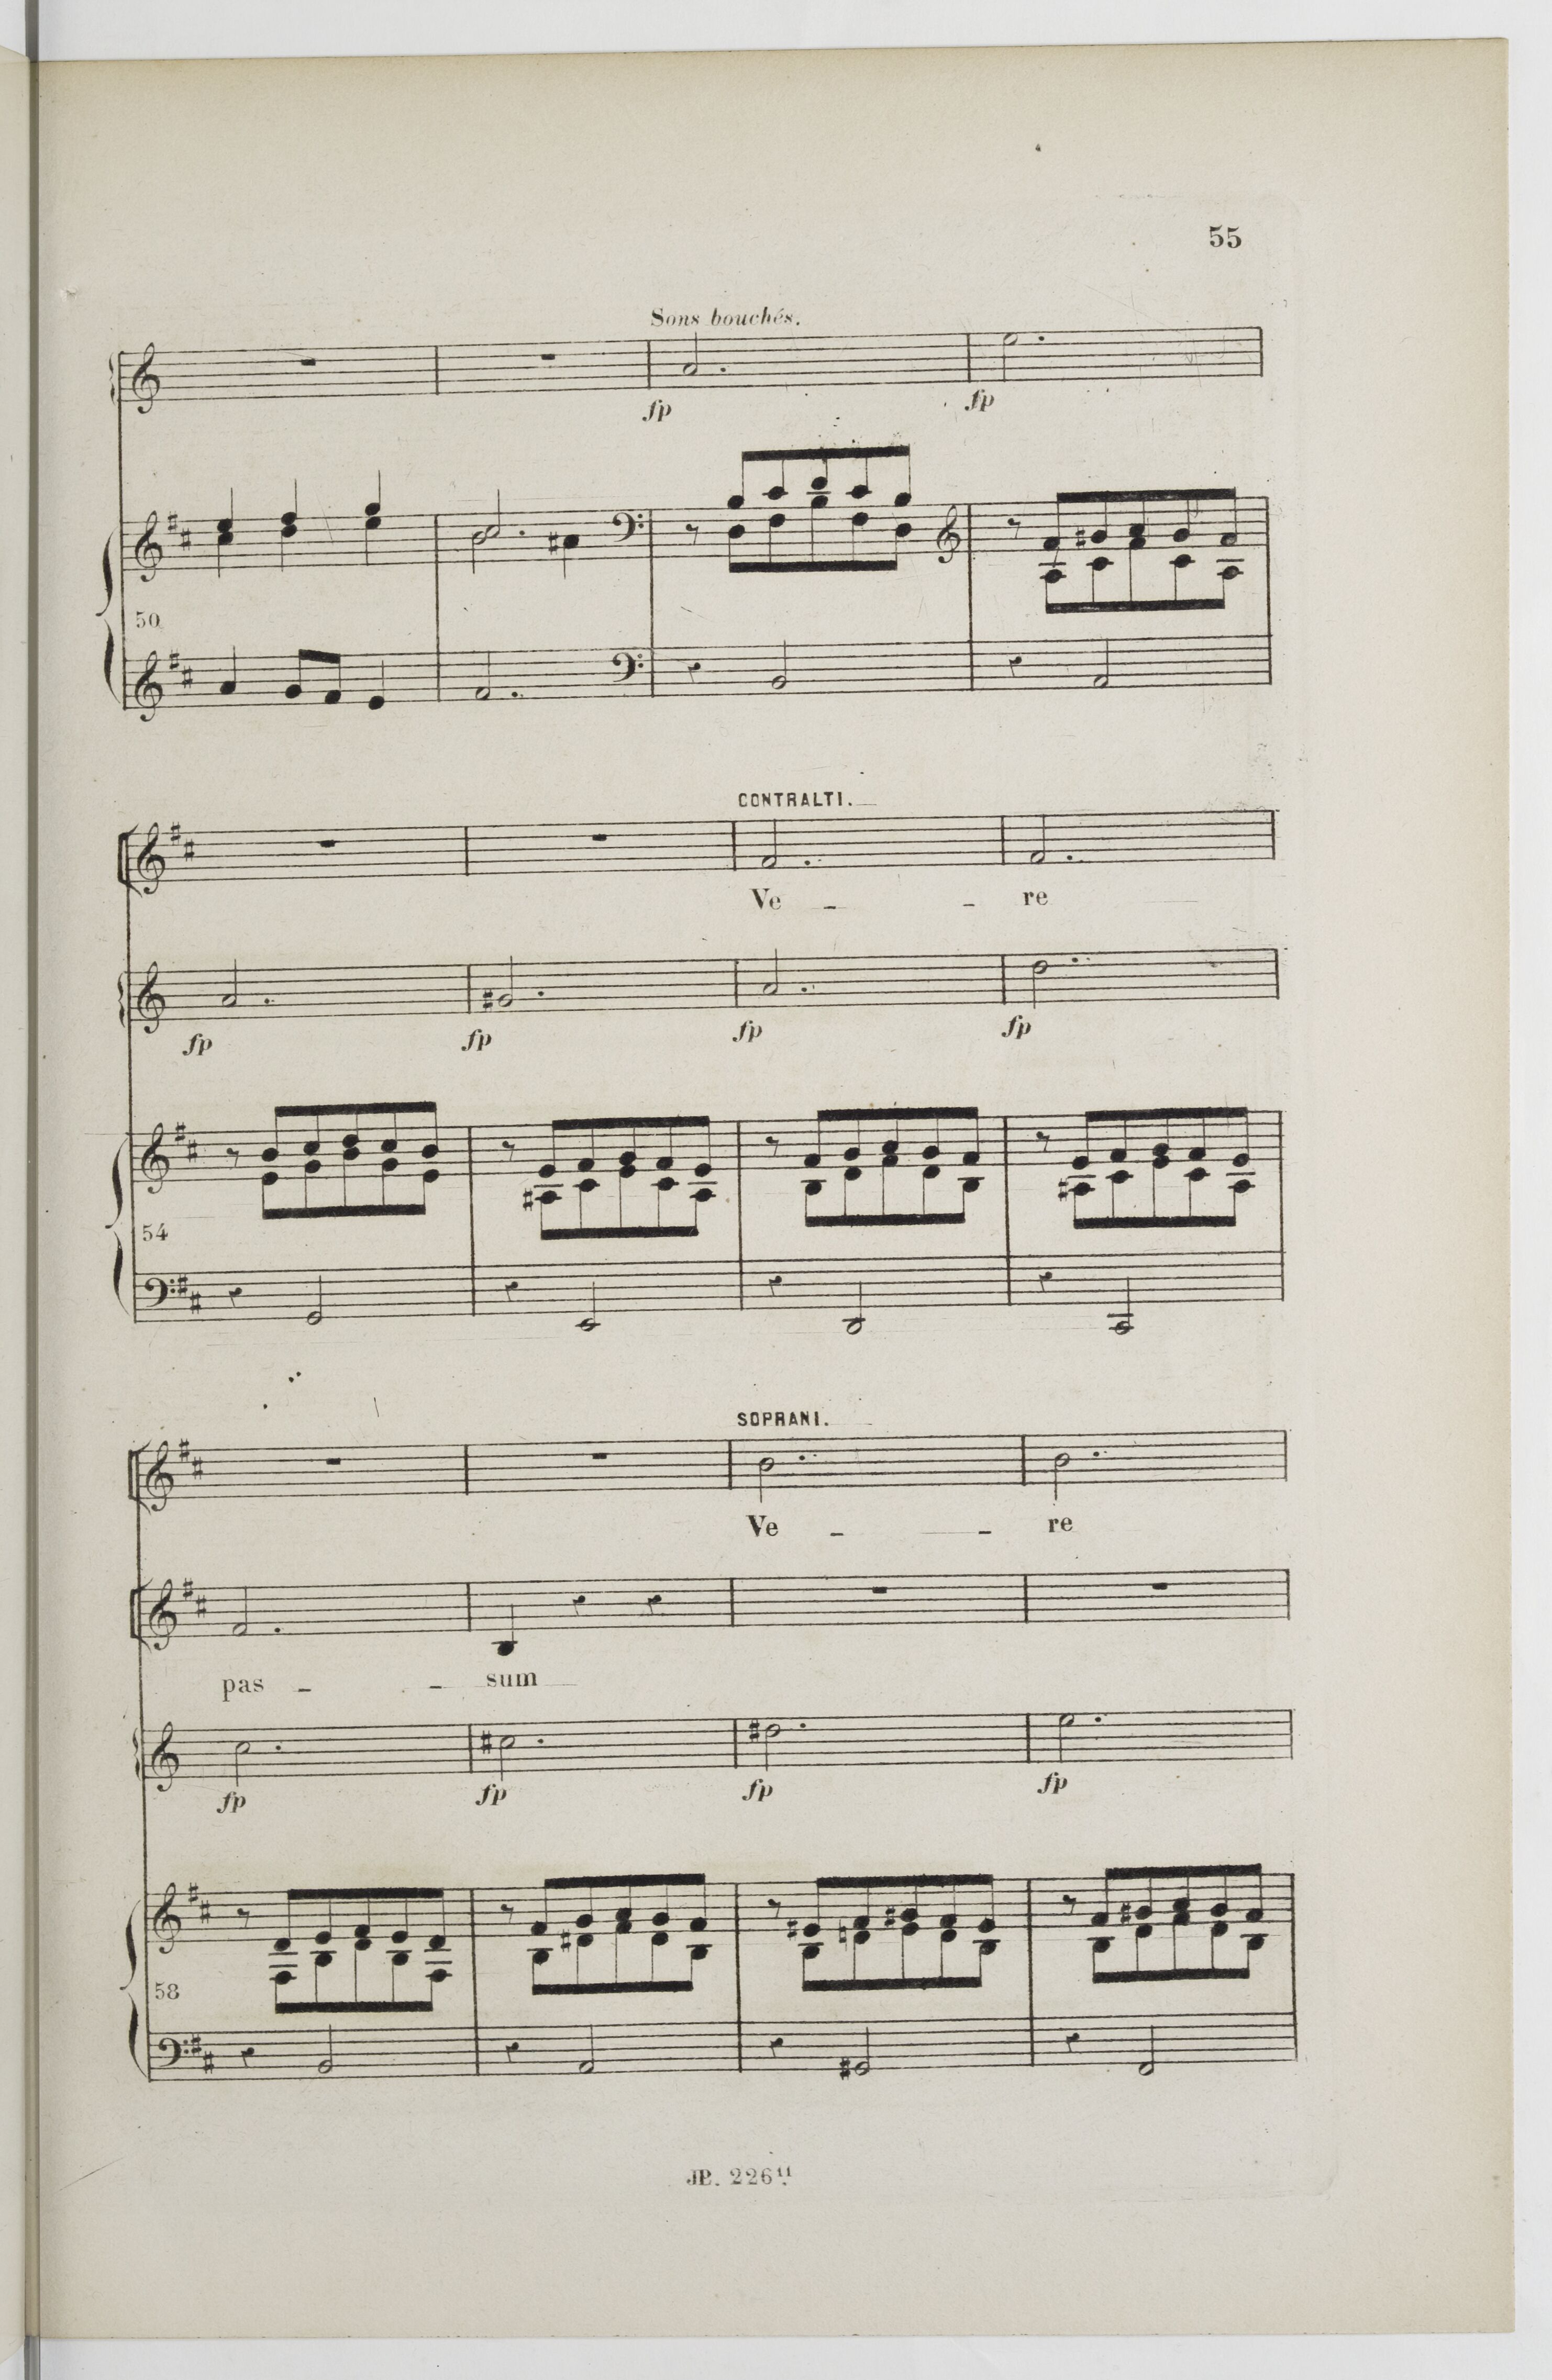 55
Sons bouchés.
fp fp
50
CONTRALTI.
Ve - - re
fp fp fp fp
54
SOPRANI.
Ve - - re
pas - - sum
fp fp fp fp
58
JB. 226 11.